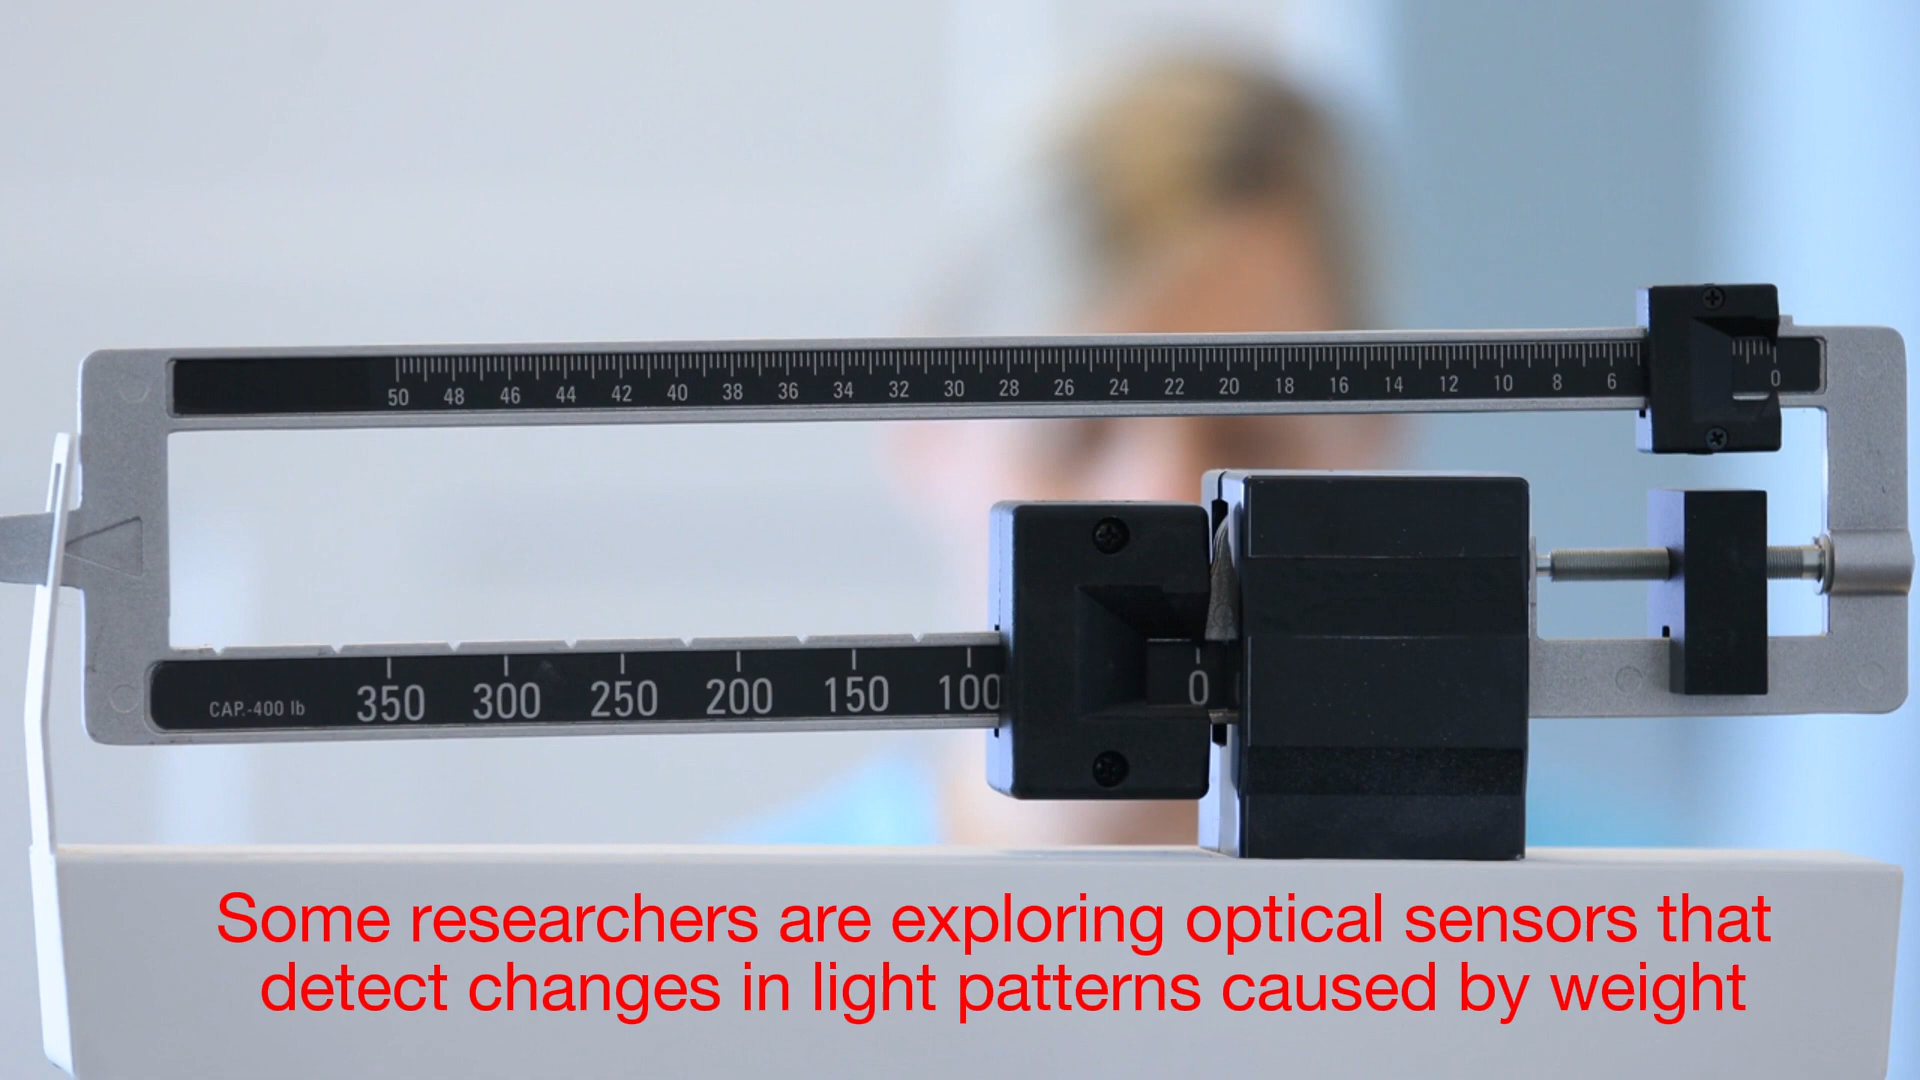 50 48 46 44 42 40 38 36 34 32 30 28 26 24 22 20 18 16 14 12 10 8 6 0
CAP.-400 lb 350 300 250 200 150 100 0
Some researchers are exploring optical sensors that
detect changes in light patterns caused by weight